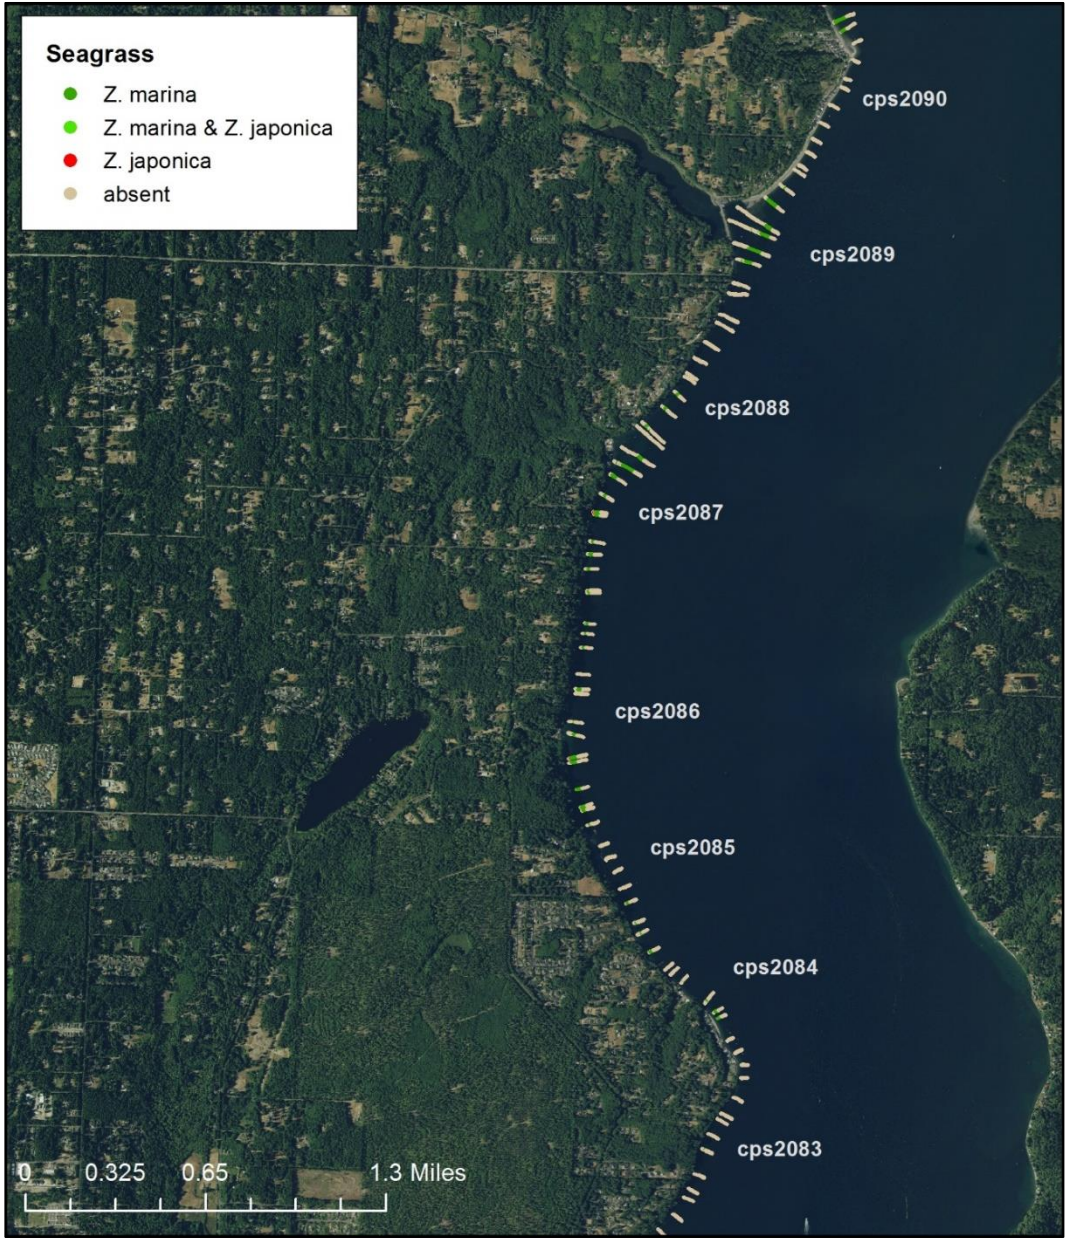 Seagrass
Z. marina
Z. marina & Z. japonica
Z. japonica
absent
cps2090
cps2089
cps2088
cps2087
cps2086
cps2085
cps2084
cps2083
0 0.325 0.65 1.3 Miles